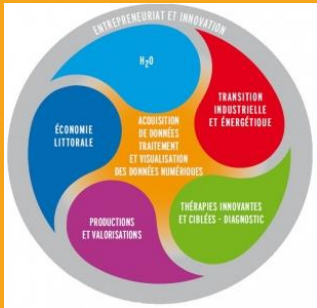 ENTREPRENEURIAT ET INNOVATION
H₂O
TRANSITION
INDUSTRIELLE
ET ÉNERGÉTIQUE
ÉCONOMIE
LITTORALE
ACQUISITION
DE DONNÉES
TRAITEMENT
ET VISUALISATION
DES DONNÉES NUMÉRIQUES
THÉRAPIES INNOVANTES
ET CIBLÉES - DIAGNOSTIC
PRODUCTIONS
ET VALORISATIONS